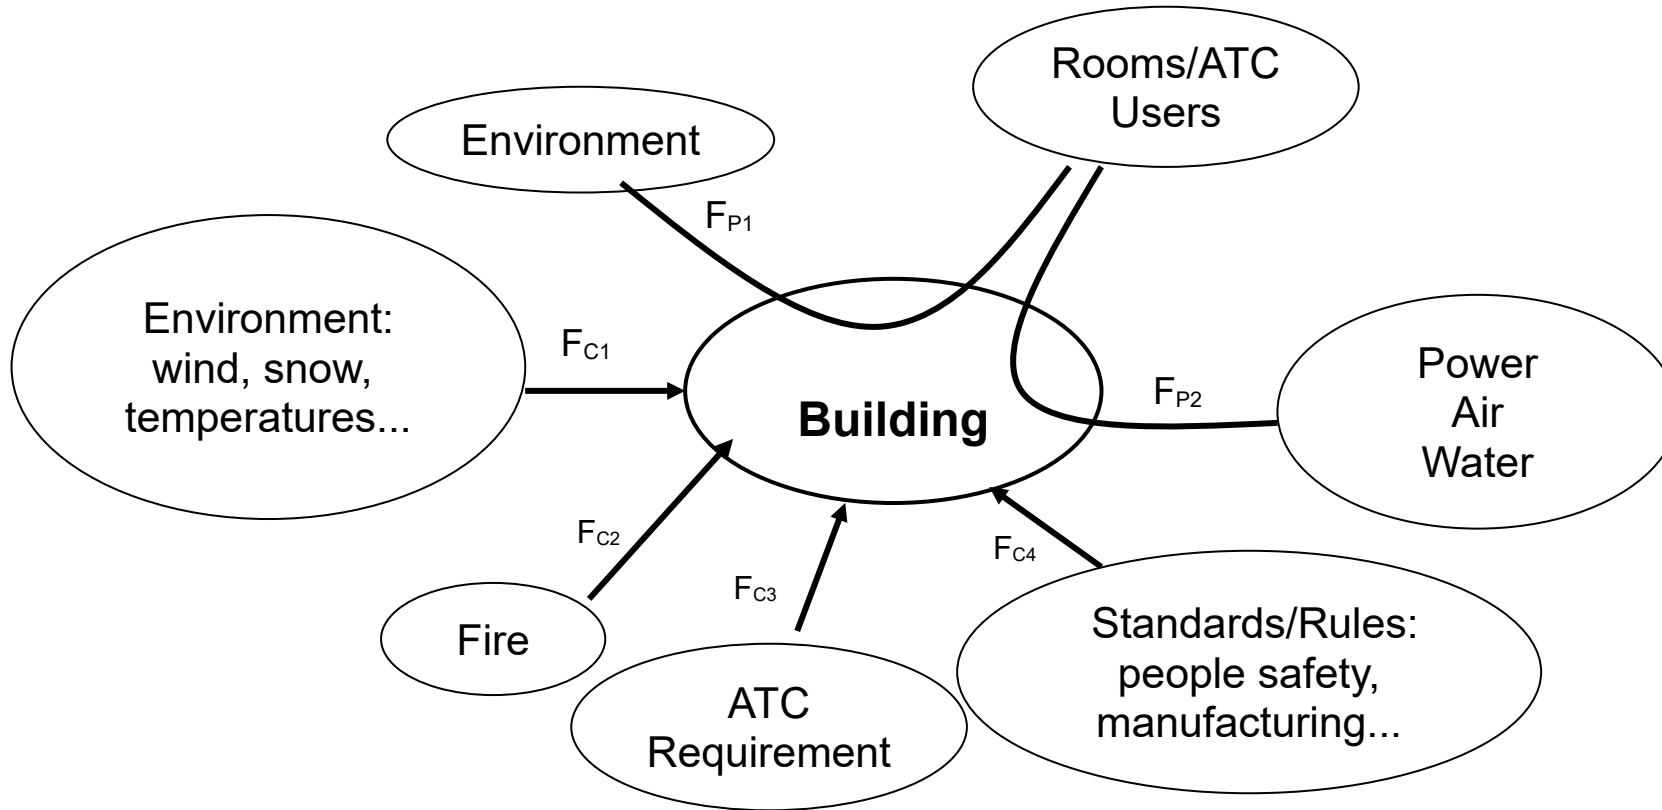 Rooms/ATC
Users
Environment
FP1
Environment:
wind, snow,
temperatures...
FC1
Building
FP2
Power
Air
Water
FC2
FC3
FC4
Fire
ATC
Requirement
Standards/Rules:
people safety,
manufacturing...